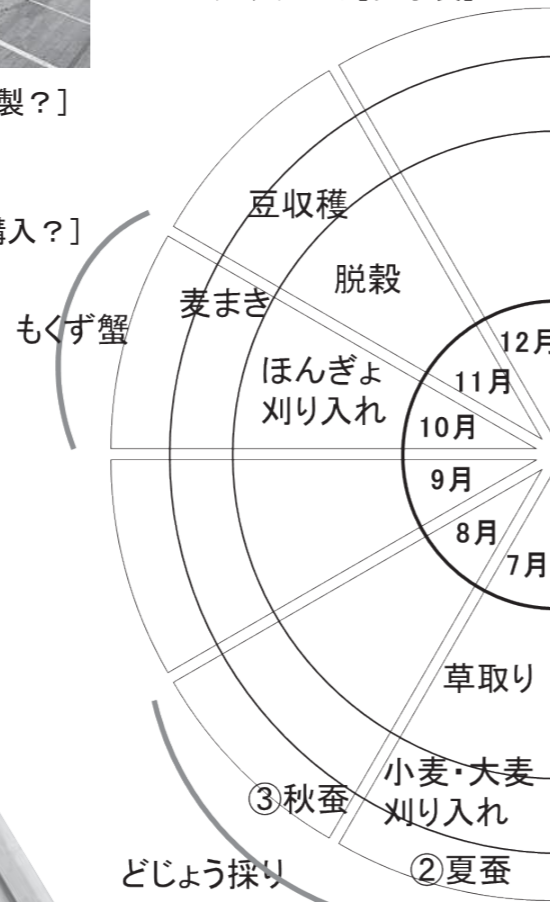 製？]
購入？]
豆収穫
脱穀
麦まき
もくず蟹
ほんぎょ
刈り入れ
12月
11月
10月
9月
8月
7月
草取り
小麦・大麦
刈り入れ
③秋蚕
②夏蚕
どじょう採り